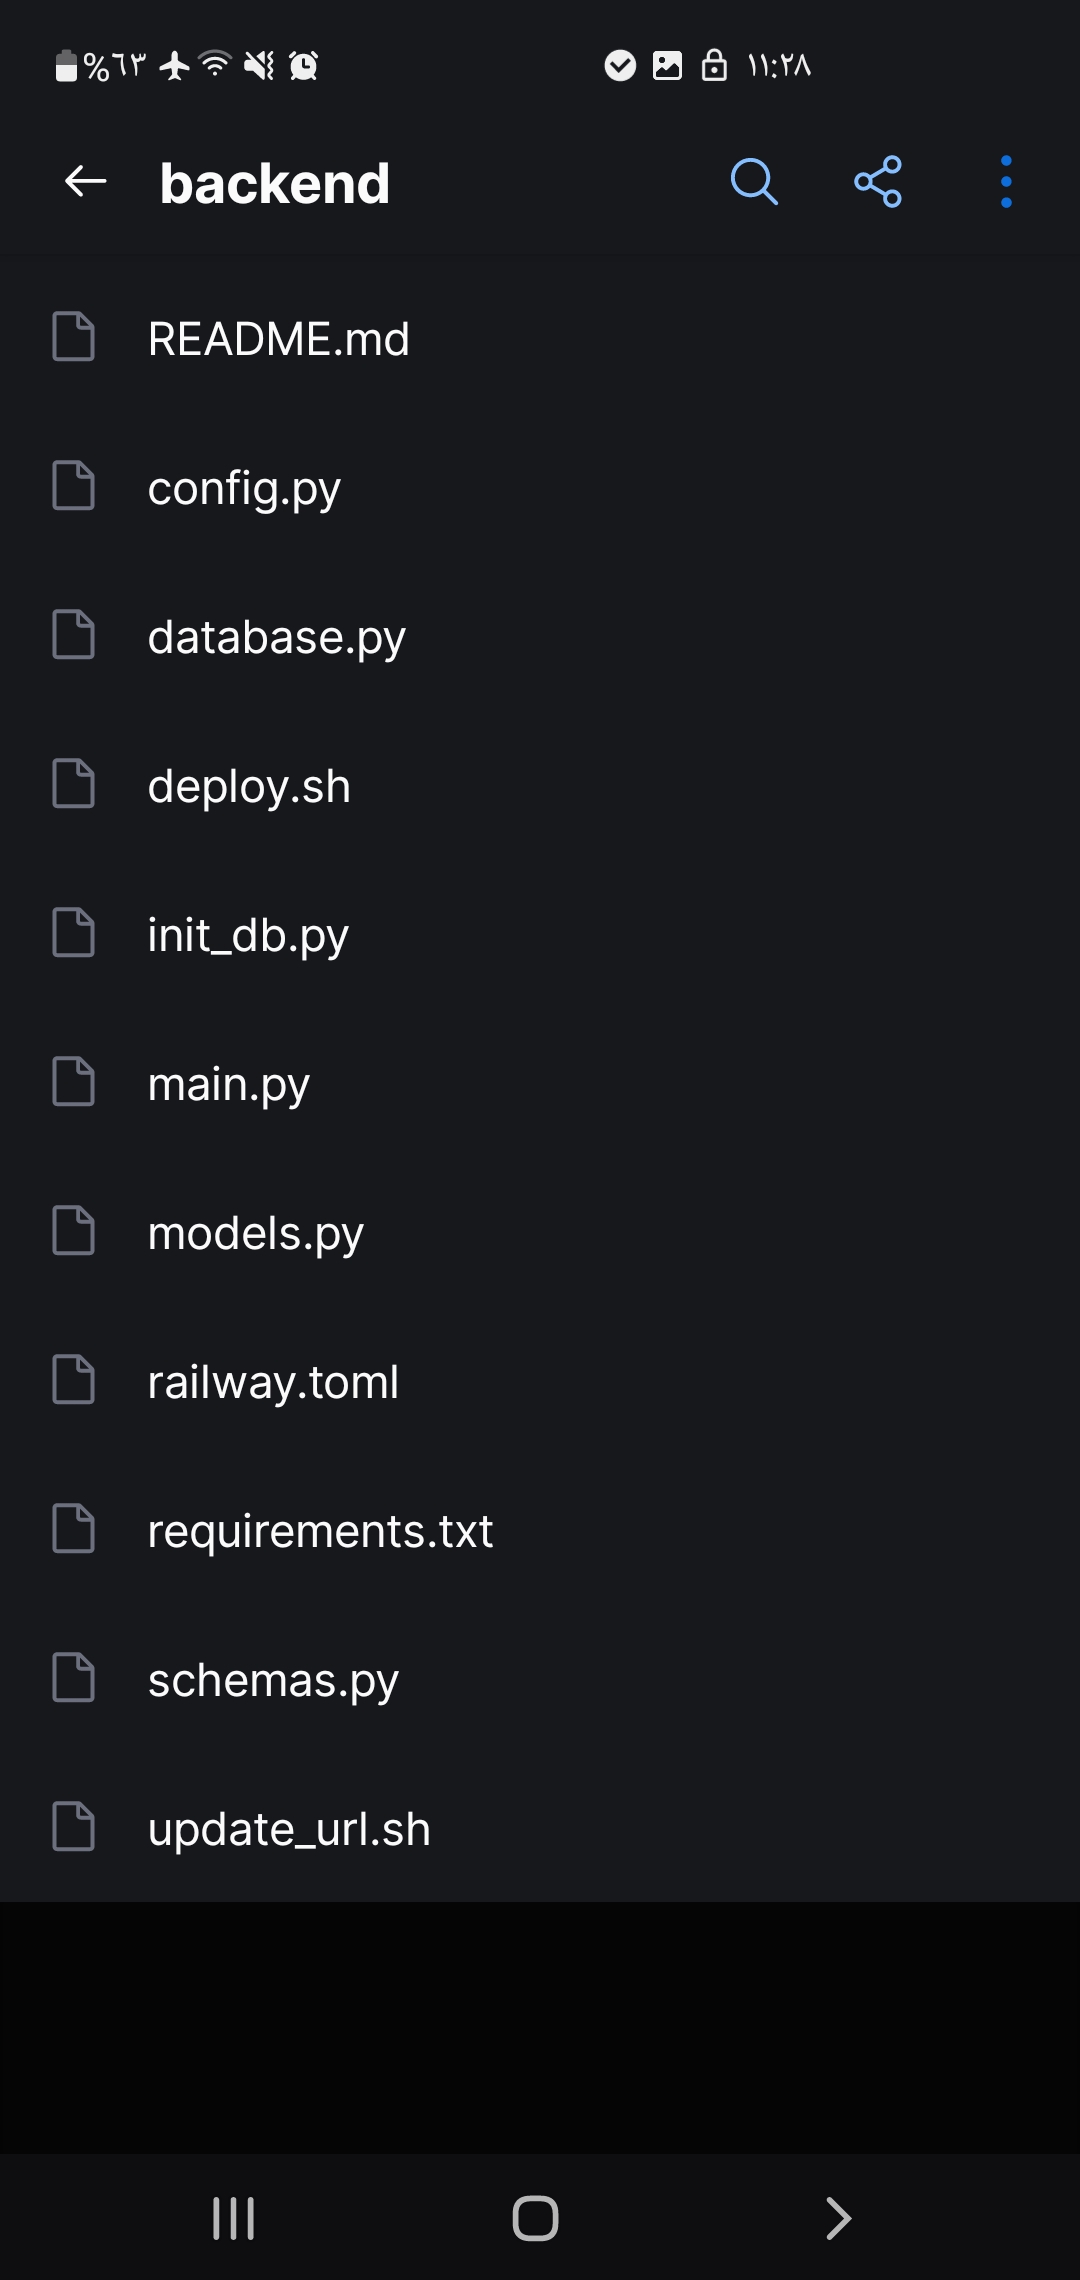 %٦٣ ١١:٢٨
backend
README.md
config.py
database.py
deploy.sh
init_db.py
main.py
models.py
railway.toml
requirements.txt
schemas.py
update_url.sh